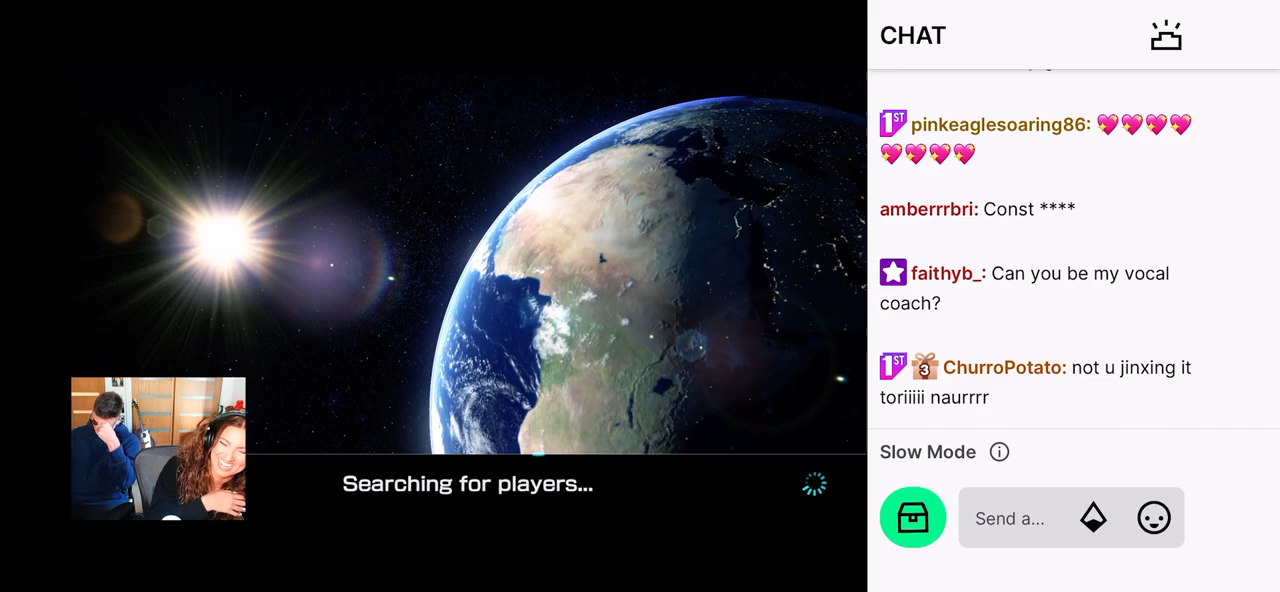 Searching for players...
CHAT
1ST pinkeaglesoaring86: 💖💖💖💖
💖💖💖💖
amberrrbri: Const ****
faithyb_: Can you be my vocal
coach?
1ST 3 ChurroPotato: not u jinxing it
toriiiii naurrrr
Slow Mode
Send a...